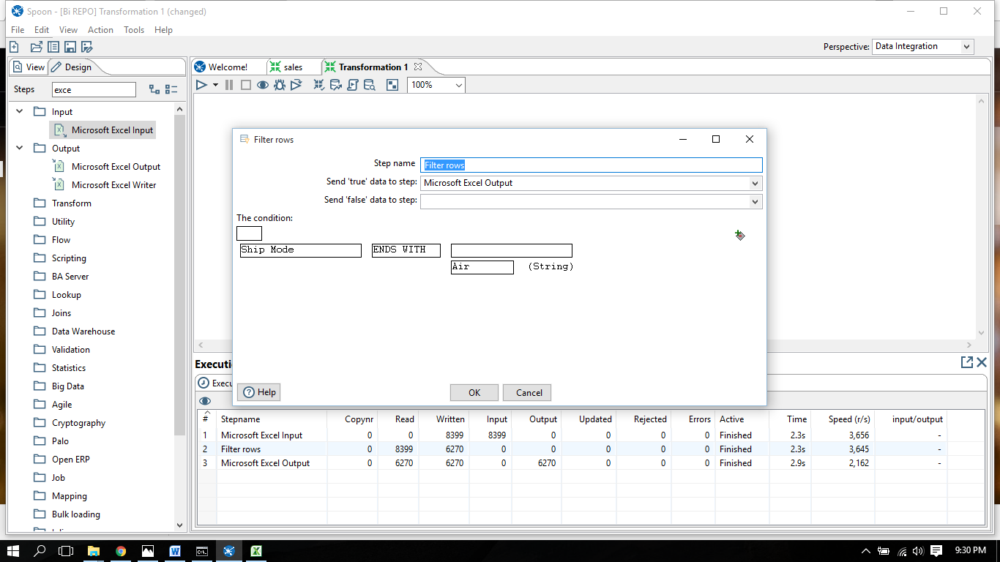 Spoon - [Bi REPO] Transformation 1 (changed)
File Edit View Action Tools Help
Perspective: Data Integration
View Design
Welcome! sales Transformation 1
Steps exce
100%
Input
Microsoft Excel Input
Output
Microsoft Excel Output
Microsoft Excel Writer
Transform
Utility
Flow
Scripting
BA Server
Lookup
Joins
Data Warehouse
Validation
Statistics
Big Data
Agile
Cryptography
Palo
Open ERP
Job
Mapping
Bulk loading
Filter rows
Step name Filter rows
Send 'true' data to step: Microsoft Excel Output
Send 'false' data to step:
The condition:
Ship Mode ENDS WITH
Air (String)
Help OK Cancel
Executi
Execu
# Stepname Copynr Read Written Input Output Updated Rejected Errors Active Time Speed (r/s) input/output
1 Microsoft Excel Input 0 0 8399 8399 0 0 0 0 Finished 2.3s 3,656 -
2 Filter rows 0 8399 6270 0 0 0 0 0 Finished 2.3s 3,645 -
3 Microsoft Excel Output 0 6270 6270 0 6270 0 0 0 Finished 2.9s 2,162 -
9:30 PM